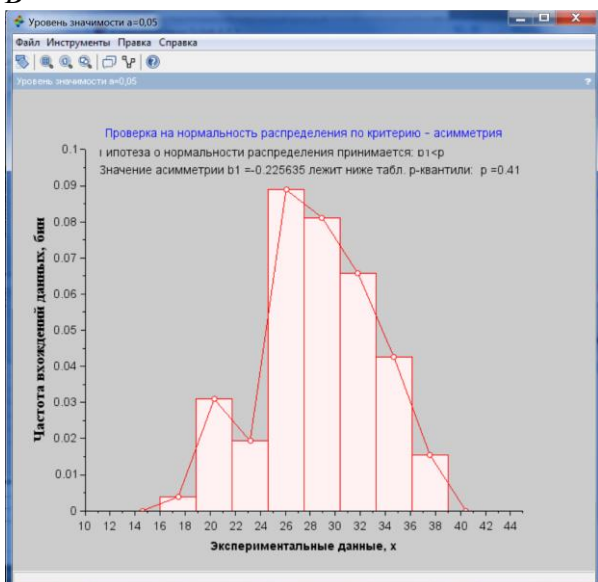 В
Уровень значимости a=0,05
Файл Инструменты Правка Справка
Уровень значимости a=0,05 ?
Проверка на нормальность распределения по критерию - асимметрия
Гипотеза о нормальности распределения принимается: b1<p
Значение асимметрии b1 =-0.225635 лежит ниже табл. p-квантили: p =0.41
Частота вхождений данных, бин
0.1
0.09
0.08
0.07
0.06
0.05
0.04
0.03
0.02
0.01
0
10 12 14 16 18 20 22 24 26 28 30 32 34 36 38 40 42 44
Экспериментальные данные, x